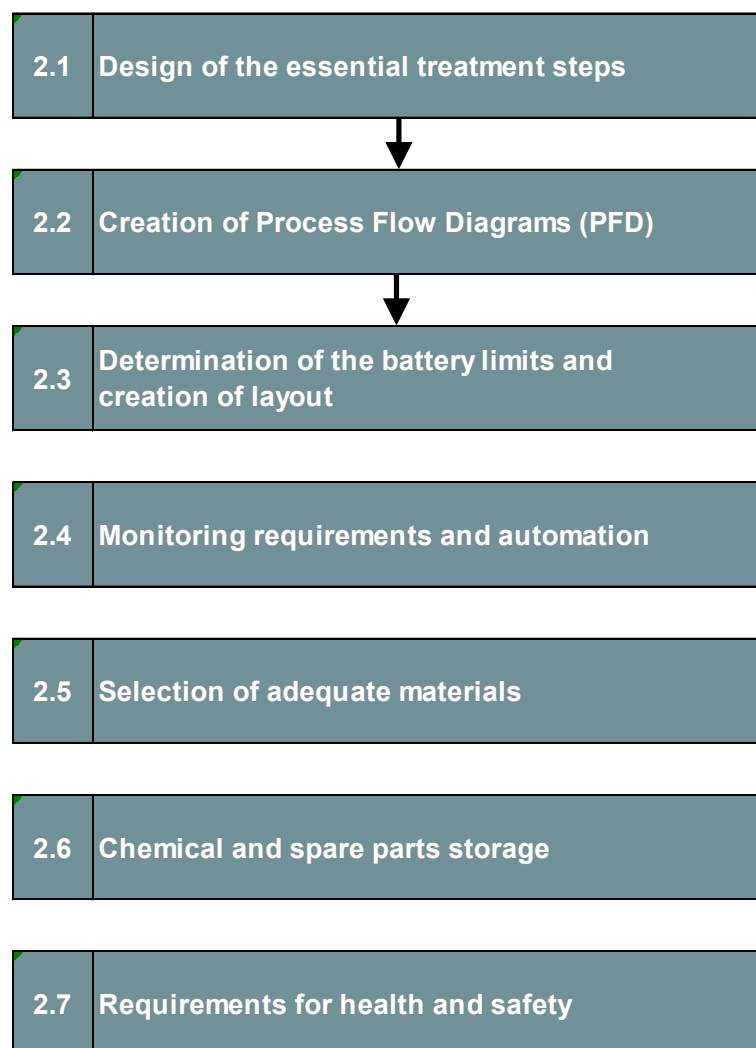 2.1 Design of the essential treatment steps
2.2 Creation of Process Flow Diagrams (PFD)
2.3 Determination of the battery limits and
creation of layout
2.4 Monitoring requirements and automation
2.5 Selection of adequate materials
2.6 Chemical and spare parts storage
2.7 Requirements for health and safety